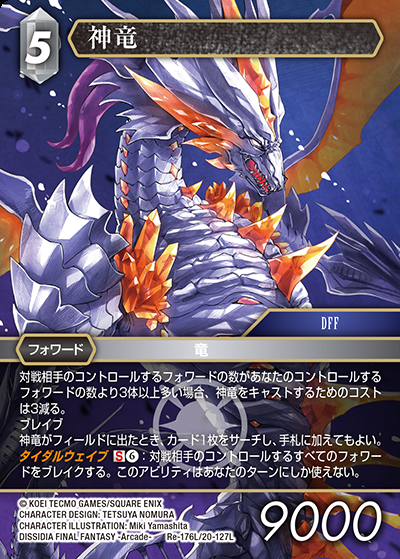 5
神竜
DFF
フォワード
竜
対戦相手のコントロールするフォワードの数があなたのコントロールする
フォワードの数より3体以上多い場合、神竜をキャストするためのコスト
は3減る。
ブレイブ
神竜がフィールドに出たとき、カード1枚をサーチし、手札に加えてもよい。
タイダルウェイブ S6：対戦相手のコントロールするすべてのフォワー
ドをブレイクする。このアビリティはあなたのターンにしか使えない。
© KOEI TECMO GAMES/SQUARE ENIX
CHARACTER DESIGN: TETSUYA NOMURA
CHARACTER ILLUSTRATION: Miki Yamashita
DISSIDIA FINAL FANTASY -Arcade- Re-176L/20-127L
9000